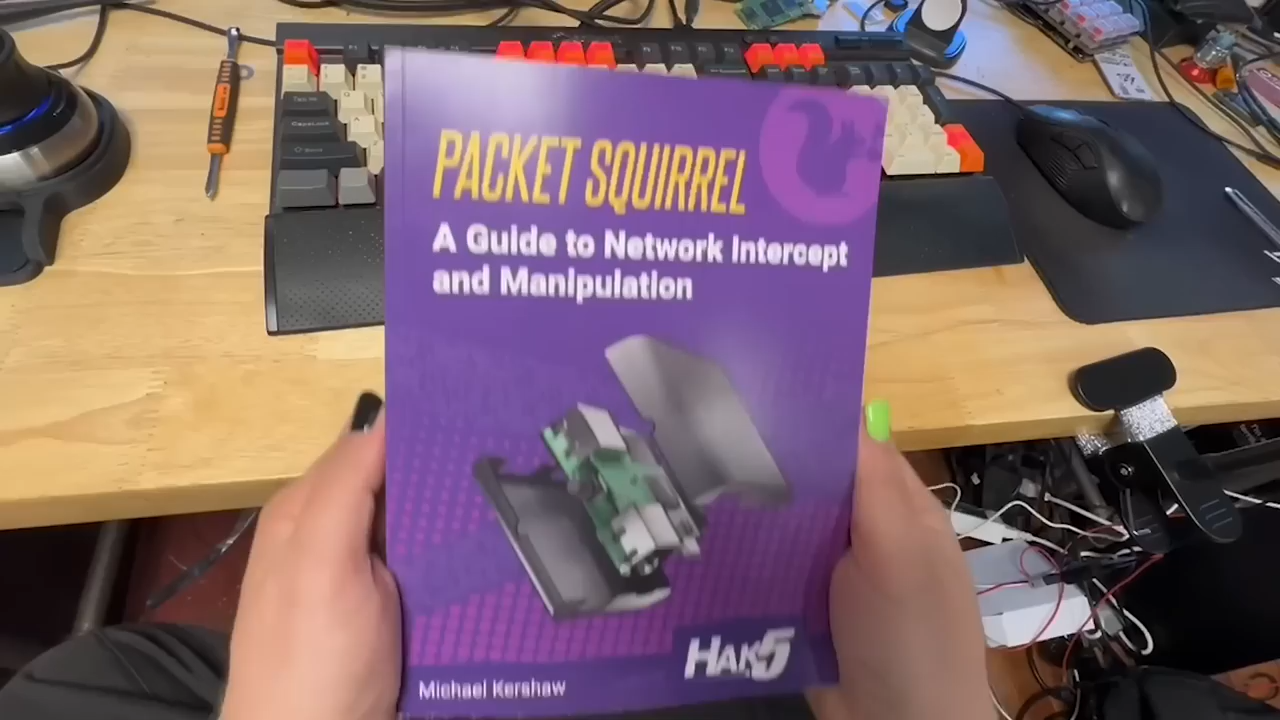 PACKET SQUIRREL
A Guide to Network Intercept
and Manipulation
HAK5
Michael Kershaw